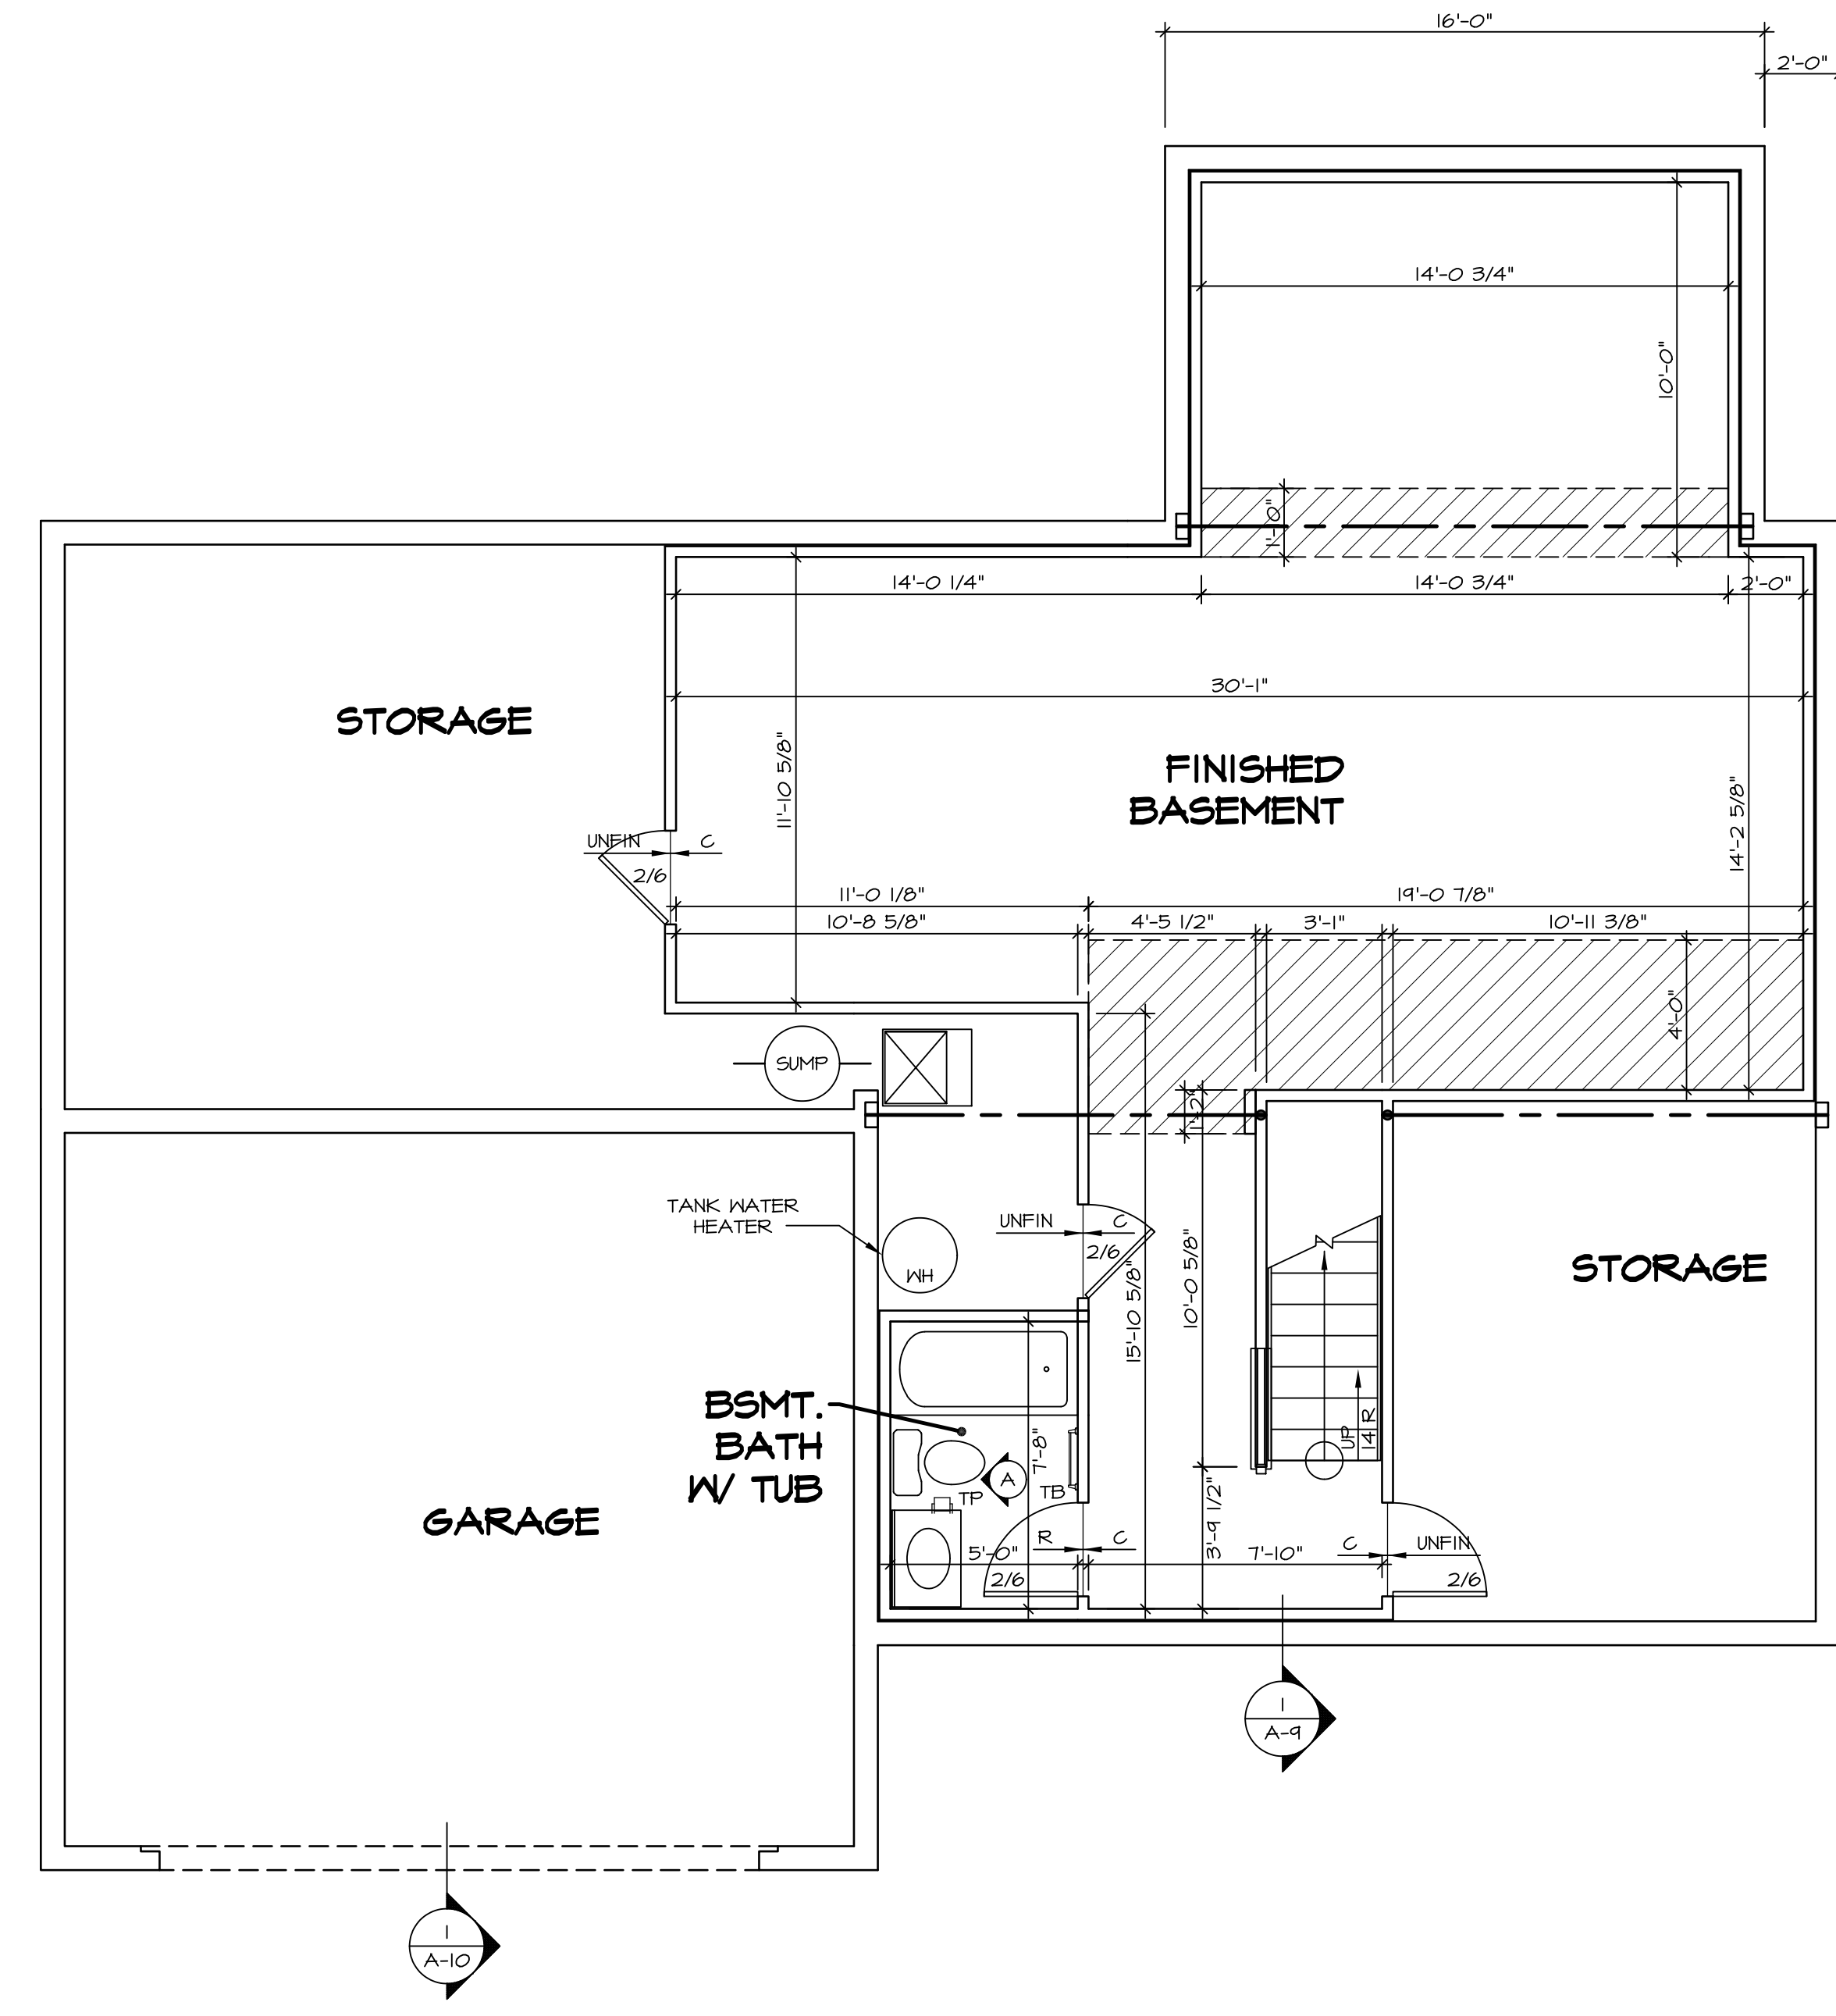 16'-0"
2'-0"
14'-0 3/4"
10'-0"
1'-0"
14'-0 1/4"
14'-0 3/4"
2'-0"
30'-1"
STORAGE
FINISHED
BASEMENT
11'-10 5/8"
14'-2 5/8"
UNFIN
C
2/6
11'-0 1/8"
19'-0 7/8"
10'-8 5/8"
4'-5 1/2"
3'-1"
10'-11 3/8"
4'-0"
SUMP
1'-2"
TANK WATER
HEATER
WH
UNFIN
C
2/6
15'-10 5/8"
10'-0 5/8"
STORAGE
BSMT.
BATH
W/ TUB
7'-8"
A
TP
TB
UP
14 R
GARAGE
R
C
5'-0"
2/6
3'-9 1/2"
7'-10"
C
UNFIN
2/6
1
A-9
1
A-10